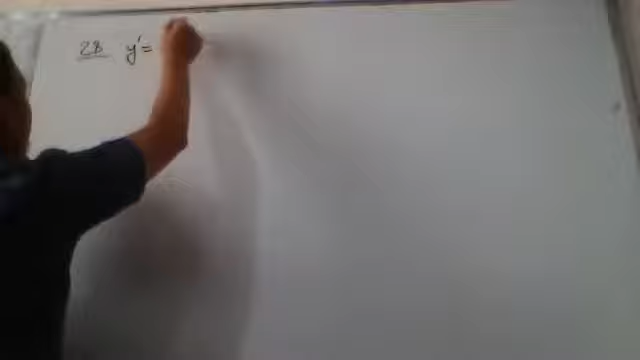 28 y' =